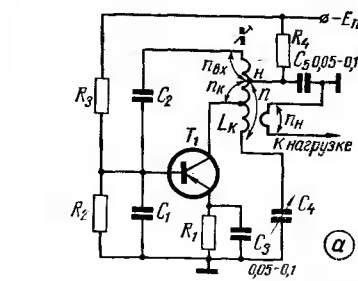 -Eп
R4
C5 0,05-0,1
nвх
н
nк
n
R3
C2
nн
Lк
К нагрузке
T1
R2
C1
C4
R1
C3
0,05-0,1
а